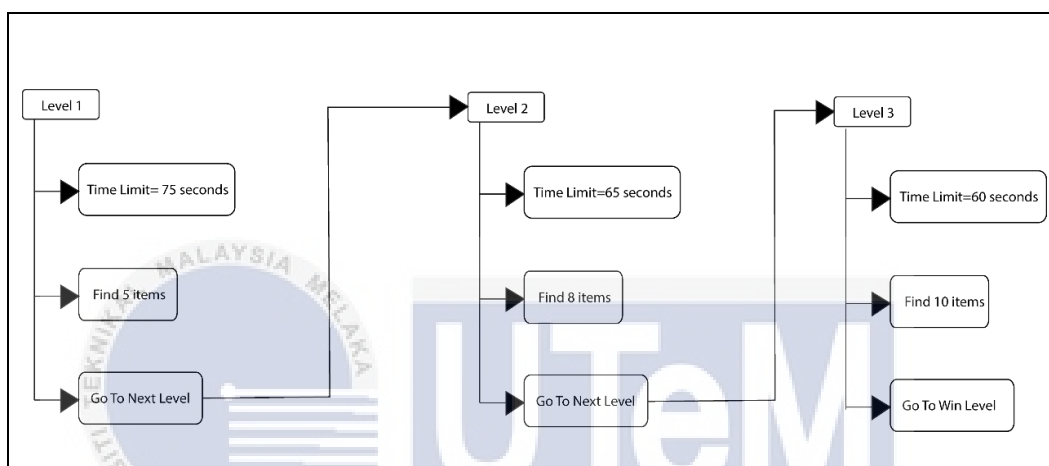 Level 1
Time Limit= 75 seconds
Find 5 items
Go To Next Level
Level 2
Time Limit=65 seconds
Find 8 items
Go To Next Level
Level 3
Time Limit=60 seconds
Find 10 items
Go To Win Level
SITI TEKNIKAL MALAYSIA MELAKA
UTeM